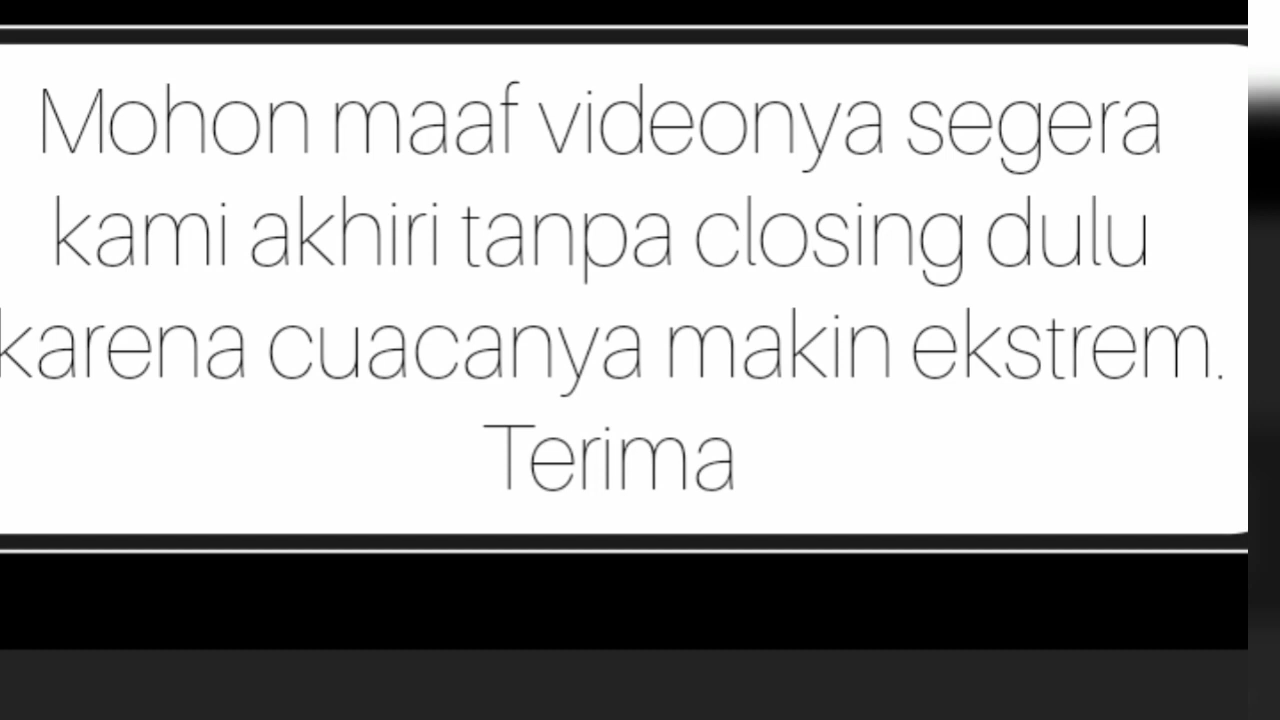 Mohon maaf videonya segera
kami akhiri tanpa closing dulu
karena cuacanya makin ekstrem.
Terima